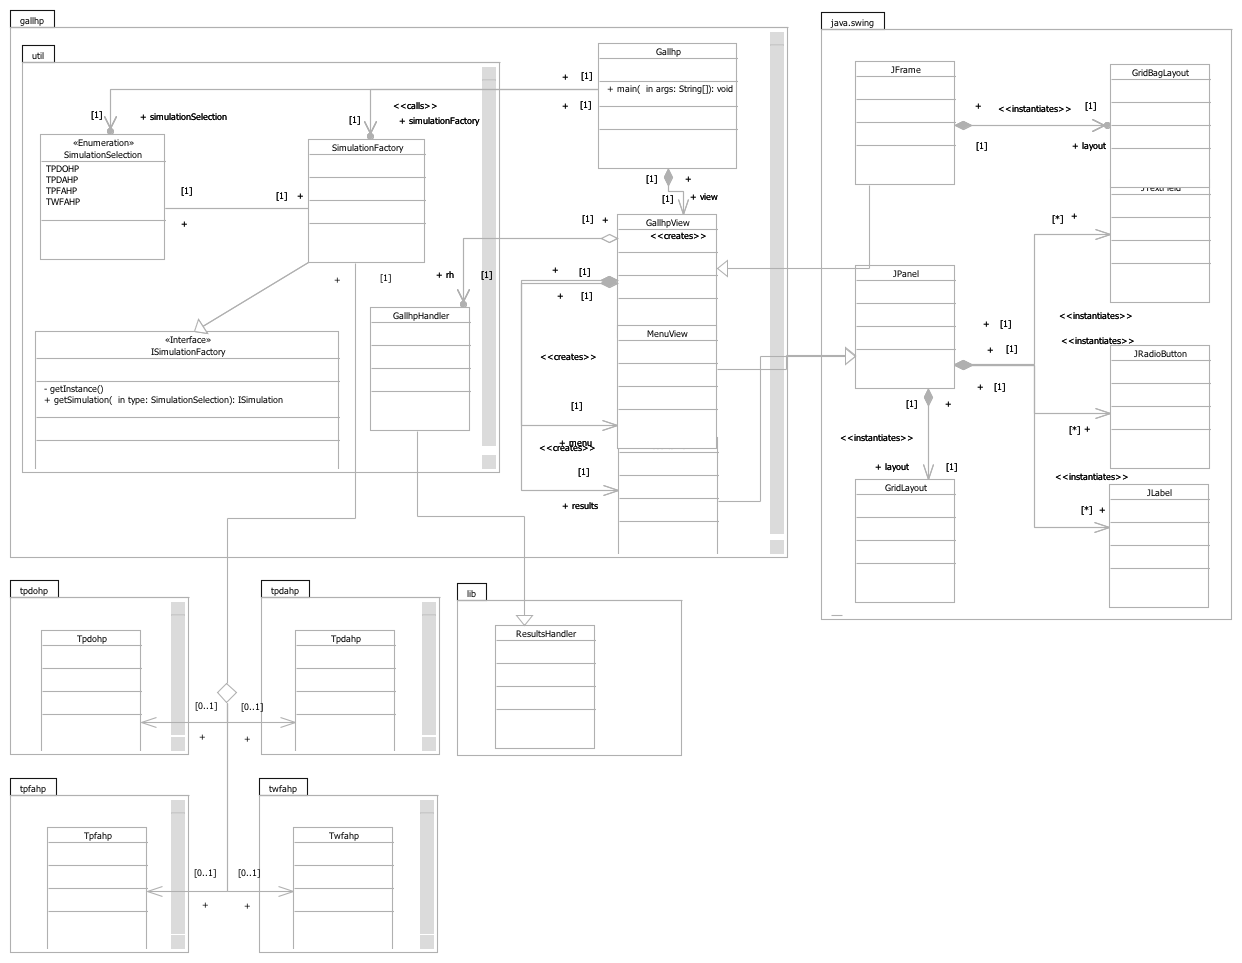 gallhp
util
Gallhp
+ main(  in args: String[]): void
+ [1]
+ [1]
<<calls>>
[1]
+ simulationSelection
[1]
+ simulationFactory
«Enumeration»
SimulationSelection
TPDOHP
TPDAHP
TPFAHP
TWFAHP
SimulationFactory
[1]
+
[1] +
[1] +
[1] + view
GallhpView
<<creates>>
[1] +
+ rh
[1]
+ [1]
+ [1]
+ [1]
GallhpHandler
«Interface»
ISimulationFactory
- getInstance()
+ getSimulation(  in type: SimulationSelection): ISimulation
MenuView
<<creates>>
[1]
+ menu
<<creates>>
[1]
+ results
java.swing
JFrame
GridBagLayout
+
<<instantiates>>
[1]
[1]
+ layout
JTextField
[*] +
JPanel
+ [1]
+ [1]
+ [1]
<<instantiates>>
<<instantiates>>
JRadioButton
[1] +
<<instantiates>>
[*] +
+ layout
[1]
<<instantiates>>
GridLayout
JLabel
[*] +
tpdohp
Tpdohp
tpdahp
Tpdahp
[0..1]
[0..1]
+
+
lib
ResultsHandler
tpfahp
Tpfahp
twfahp
Twfahp
[0..1]
[0..1]
+
+